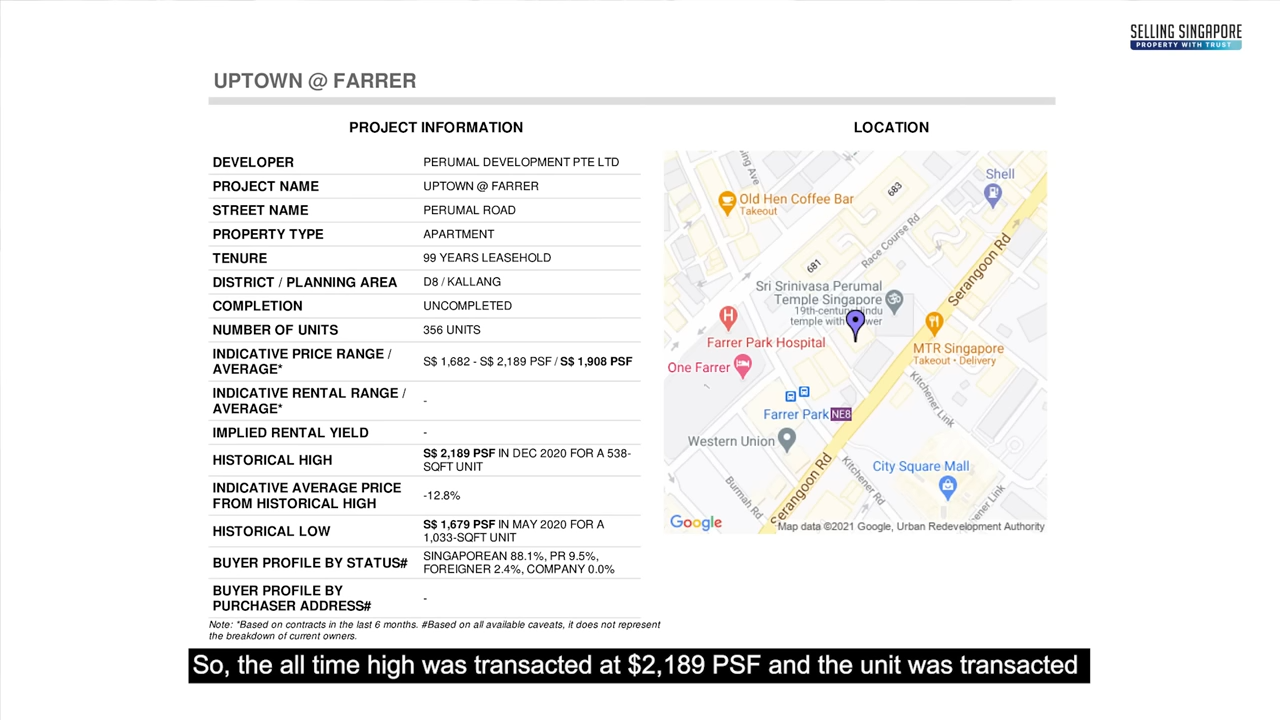 SELLING SINGAPORE
PROPERTY WITH TRUST
UPTOWN @ FARRER
PROJECT INFORMATION
DEVELOPER PERUMAL DEVELOPMENT PTE LTD
PROJECT NAME UPTOWN @ FARRER
STREET NAME PERUMAL ROAD
PROPERTY TYPE APARTMENT
TENURE 99 YEARS LEASEHOLD
DISTRICT / PLANNING AREA D8 / KALLANG
COMPLETION UNCOMPLETED
NUMBER OF UNITS 356 UNITS
INDICATIVE PRICE RANGE /
AVERAGE*
S$ 1,682 - S$ 2,189 PSF / S$ 1,908 PSF
INDICATIVE RENTAL RANGE /
AVERAGE*
-
IMPLIED RENTAL YIELD -
HISTORICAL HIGH
S$ 2,189 PSF IN DEC 2020 FOR A 538-
SQFT UNIT
INDICATIVE AVERAGE PRICE
FROM HISTORICAL HIGH
-12.8%
HISTORICAL LOW
S$ 1,679 PSF IN MAY 2020 FOR A
1,033-SQFT UNIT
BUYER PROFILE BY STATUS#
SINGAPOREAN 88.1%, PR 9.5%,
FOREIGNER 2.4%, COMPANY 0.0%
BUYER PROFILE BY
PURCHASER ADDRESS#
-
Note: *Based on contracts in the last 6 months. #Based on all available caveats, it does not represent
the breakdown of current owners.
LOCATION
Shell
683
Old Hen Coffee Bar
Takeout
Race Course Rd
681
Serangoon Rd
Sri Srinivasa Perumal
Temple Singapore
19th-century Hindu
MTR Singapore
Takeout • Delivery
Farrer Park Hospital
One Farrer
Kitchener Link
Farrer Park NE8
Western Union
City Square Mall
Serangoon Rd
Kitchener Rd
Burmah Rd
Google
Map data ©2021 Google, Urban Redevelopment Authority
So, the all time high was transacted at $2,189 PSF and the unit was transacted